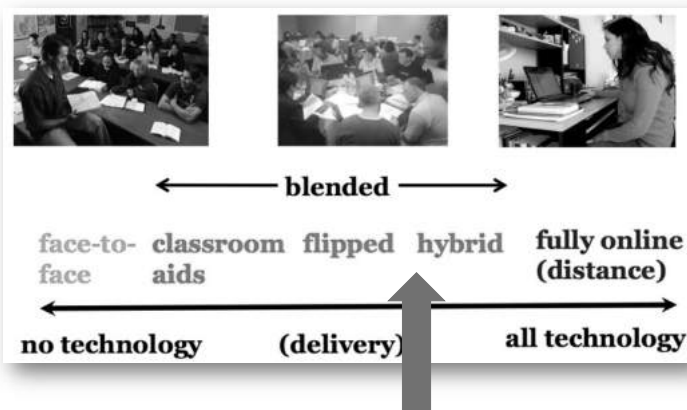 blended
face-to- classroom flipped hybrid fully online
face aids (distance)
no technology (delivery) all technology